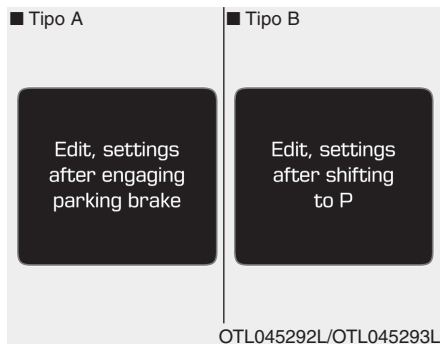 ■ Tipo A
Edit, settings
after engaging
parking brake
■ Tipo B
Edit, settings
after shifting
to P
OTL045292L/OTL045293L